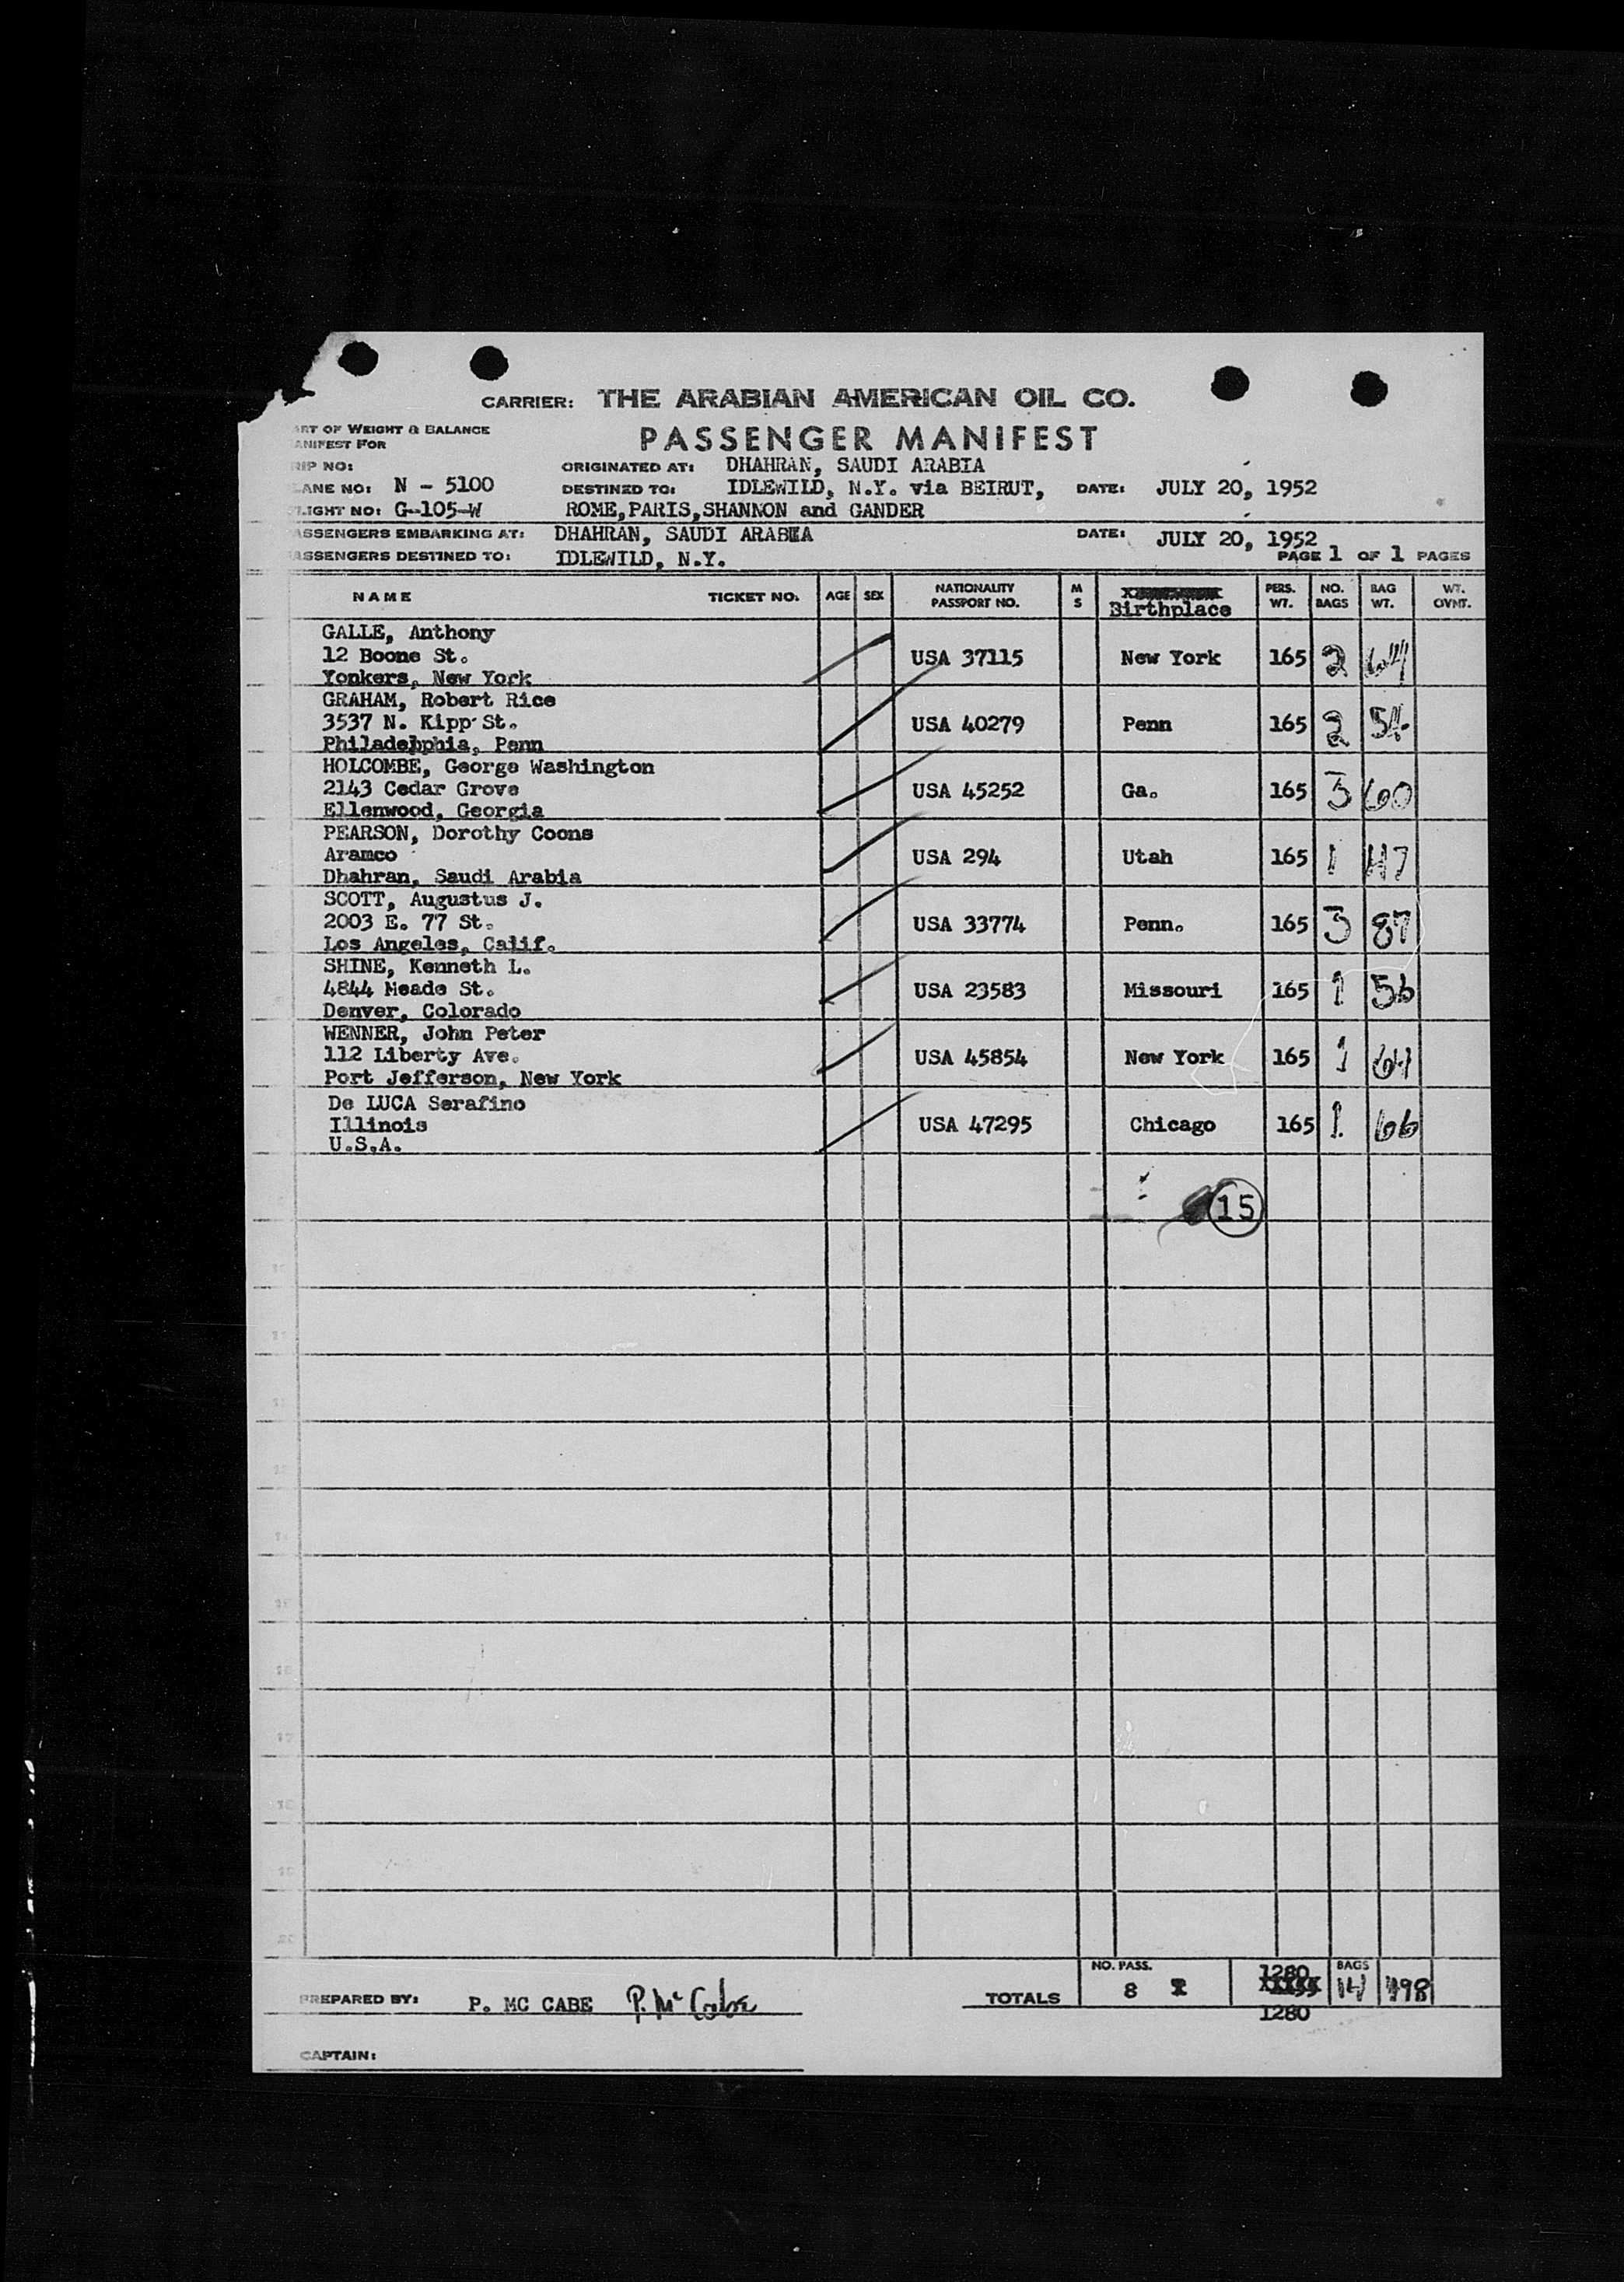 CARRIER: THE ARABIAN AMERICAN OIL CO.
ART OF WEIGHT & BALANCE
ANIFEST FOR
PASSENGER MANIFEST
RIP NO:
ORIGINATED AT: DHAHRAN, SAUDI ARABIA
LANE NO: N - 5100 DESTINED TO: IDLEWILD, N.Y. via BEIRUT, DATE: JULY 20, 1952
LIGHT NO: G-105-W ROME,PARIS,SHANNON and GANDER
ASSENGERS EMBARKING AT: DHAHRAN, SAUDI ARABIA DATE: JULY 20, 1952
ASSENGERS DESTINED TO: IDLEWILD, N.Y. PAGE 1 OF 1 PAGES
NAME TICKET NO. AGE SEX NATIONALITY PASSPORT NO. M S Birthplace PERS. WT. NO. BAGS BAG WT. WT. OVNT.
GALLE, Anthony
12 Boone St. USA 37115 New York 165 2 64
Yonkers, New York
GRAHAM, Robert Rice
3537 N. Kipp St. USA 40279 Penn 165 2 54
Philadehphia, Penn
HOLCOMBE, George Washington
2143 Cedar Grove USA 45252 Ga. 165 3 60
Ellenwood, Georgia
PEARSON, Dorothy Coons
Aramco USA 294 Utah 165 1 47
Dhahran, Saudi Arabia
SCOTT, Augustus J.
2003 E. 77 St. USA 33774 Penn. 165 3 87
Los Angeles, Calif.
SHINE, Kenneth L.
4844 Meade St. USA 23583 Missouri 165 1 56
Denver, Colorado
WENNER, John Peter
112 Liberty Ave. USA 45854 New York 165 1 64
Port Jefferson, New York
De LUCA Serafino
Illinois USA 47295 Chicago 165 1 66
U.S.A.
15
NO. PASS. 1280 BAGS
PREPARED BY: P. MC CABE P. McCabe TOTALS 8 14 498
1280
CAPTAIN: